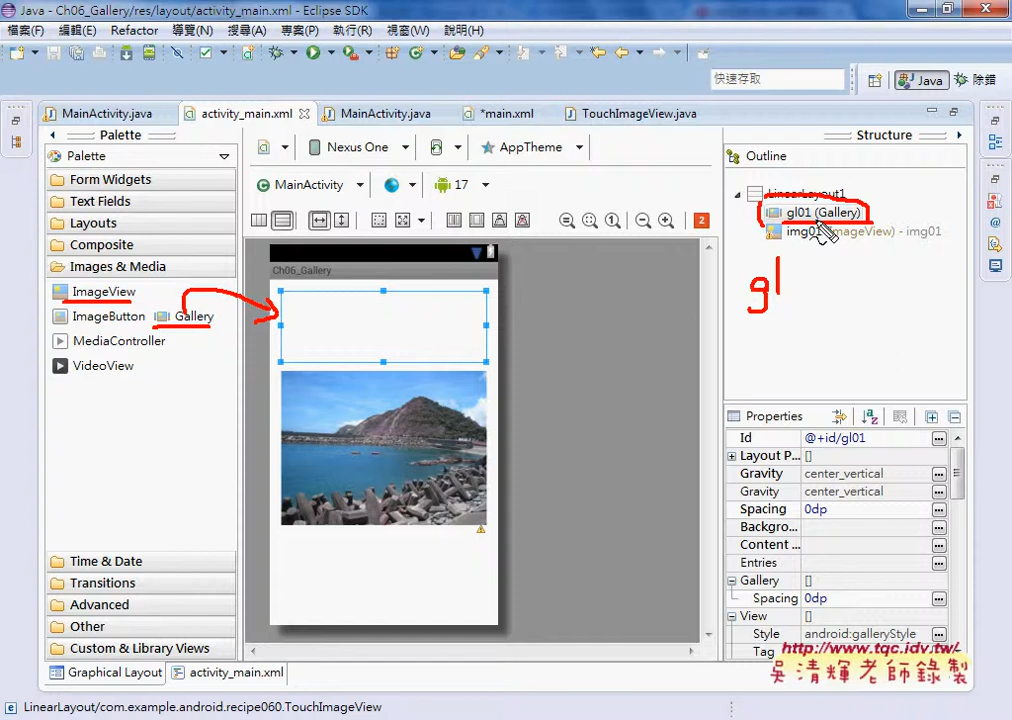 Java - Ch06_Gallery/res/layout/activity_main.xml - Eclipse SDK
檔案(F) 編輯(E) Refactor 導覽(N) 搜尋(A) 專案(P) 執行(R) 視窗(W) 說明(H)
快速存取 Java 除錯
MainActivity.java activity_main.xml MainActivity.java *main.xml TouchImageView.java
Palette Structure
Palette Nexus One AppTheme Outline
Form Widgets MainActivity 17
Text Fields LinearLayout1
Layouts 2 gl01 (Gallery)
Composite img01 (ImageView) - img01
Images & Media Ch06_Gallery
ImageView gl
ImageButton Gallery
MediaController
VideoView
Properties
Id @+id/gl01
Layout P... []
Gravity center_vertical
Gravity center_vertical
Spacing 0dp
Backgro...
Content ...
Entries
Time & Date Gallery []
Transitions Spacing 0dp
Advanced View []
Other Style android:galleryStyle
Custom & Library Views Tag
http://www.tqc.idv.tw/
吳清輝老師錄製
Graphical Layout activity_main.xml
LinearLayout/com.example.android.recipe060.TouchImageView